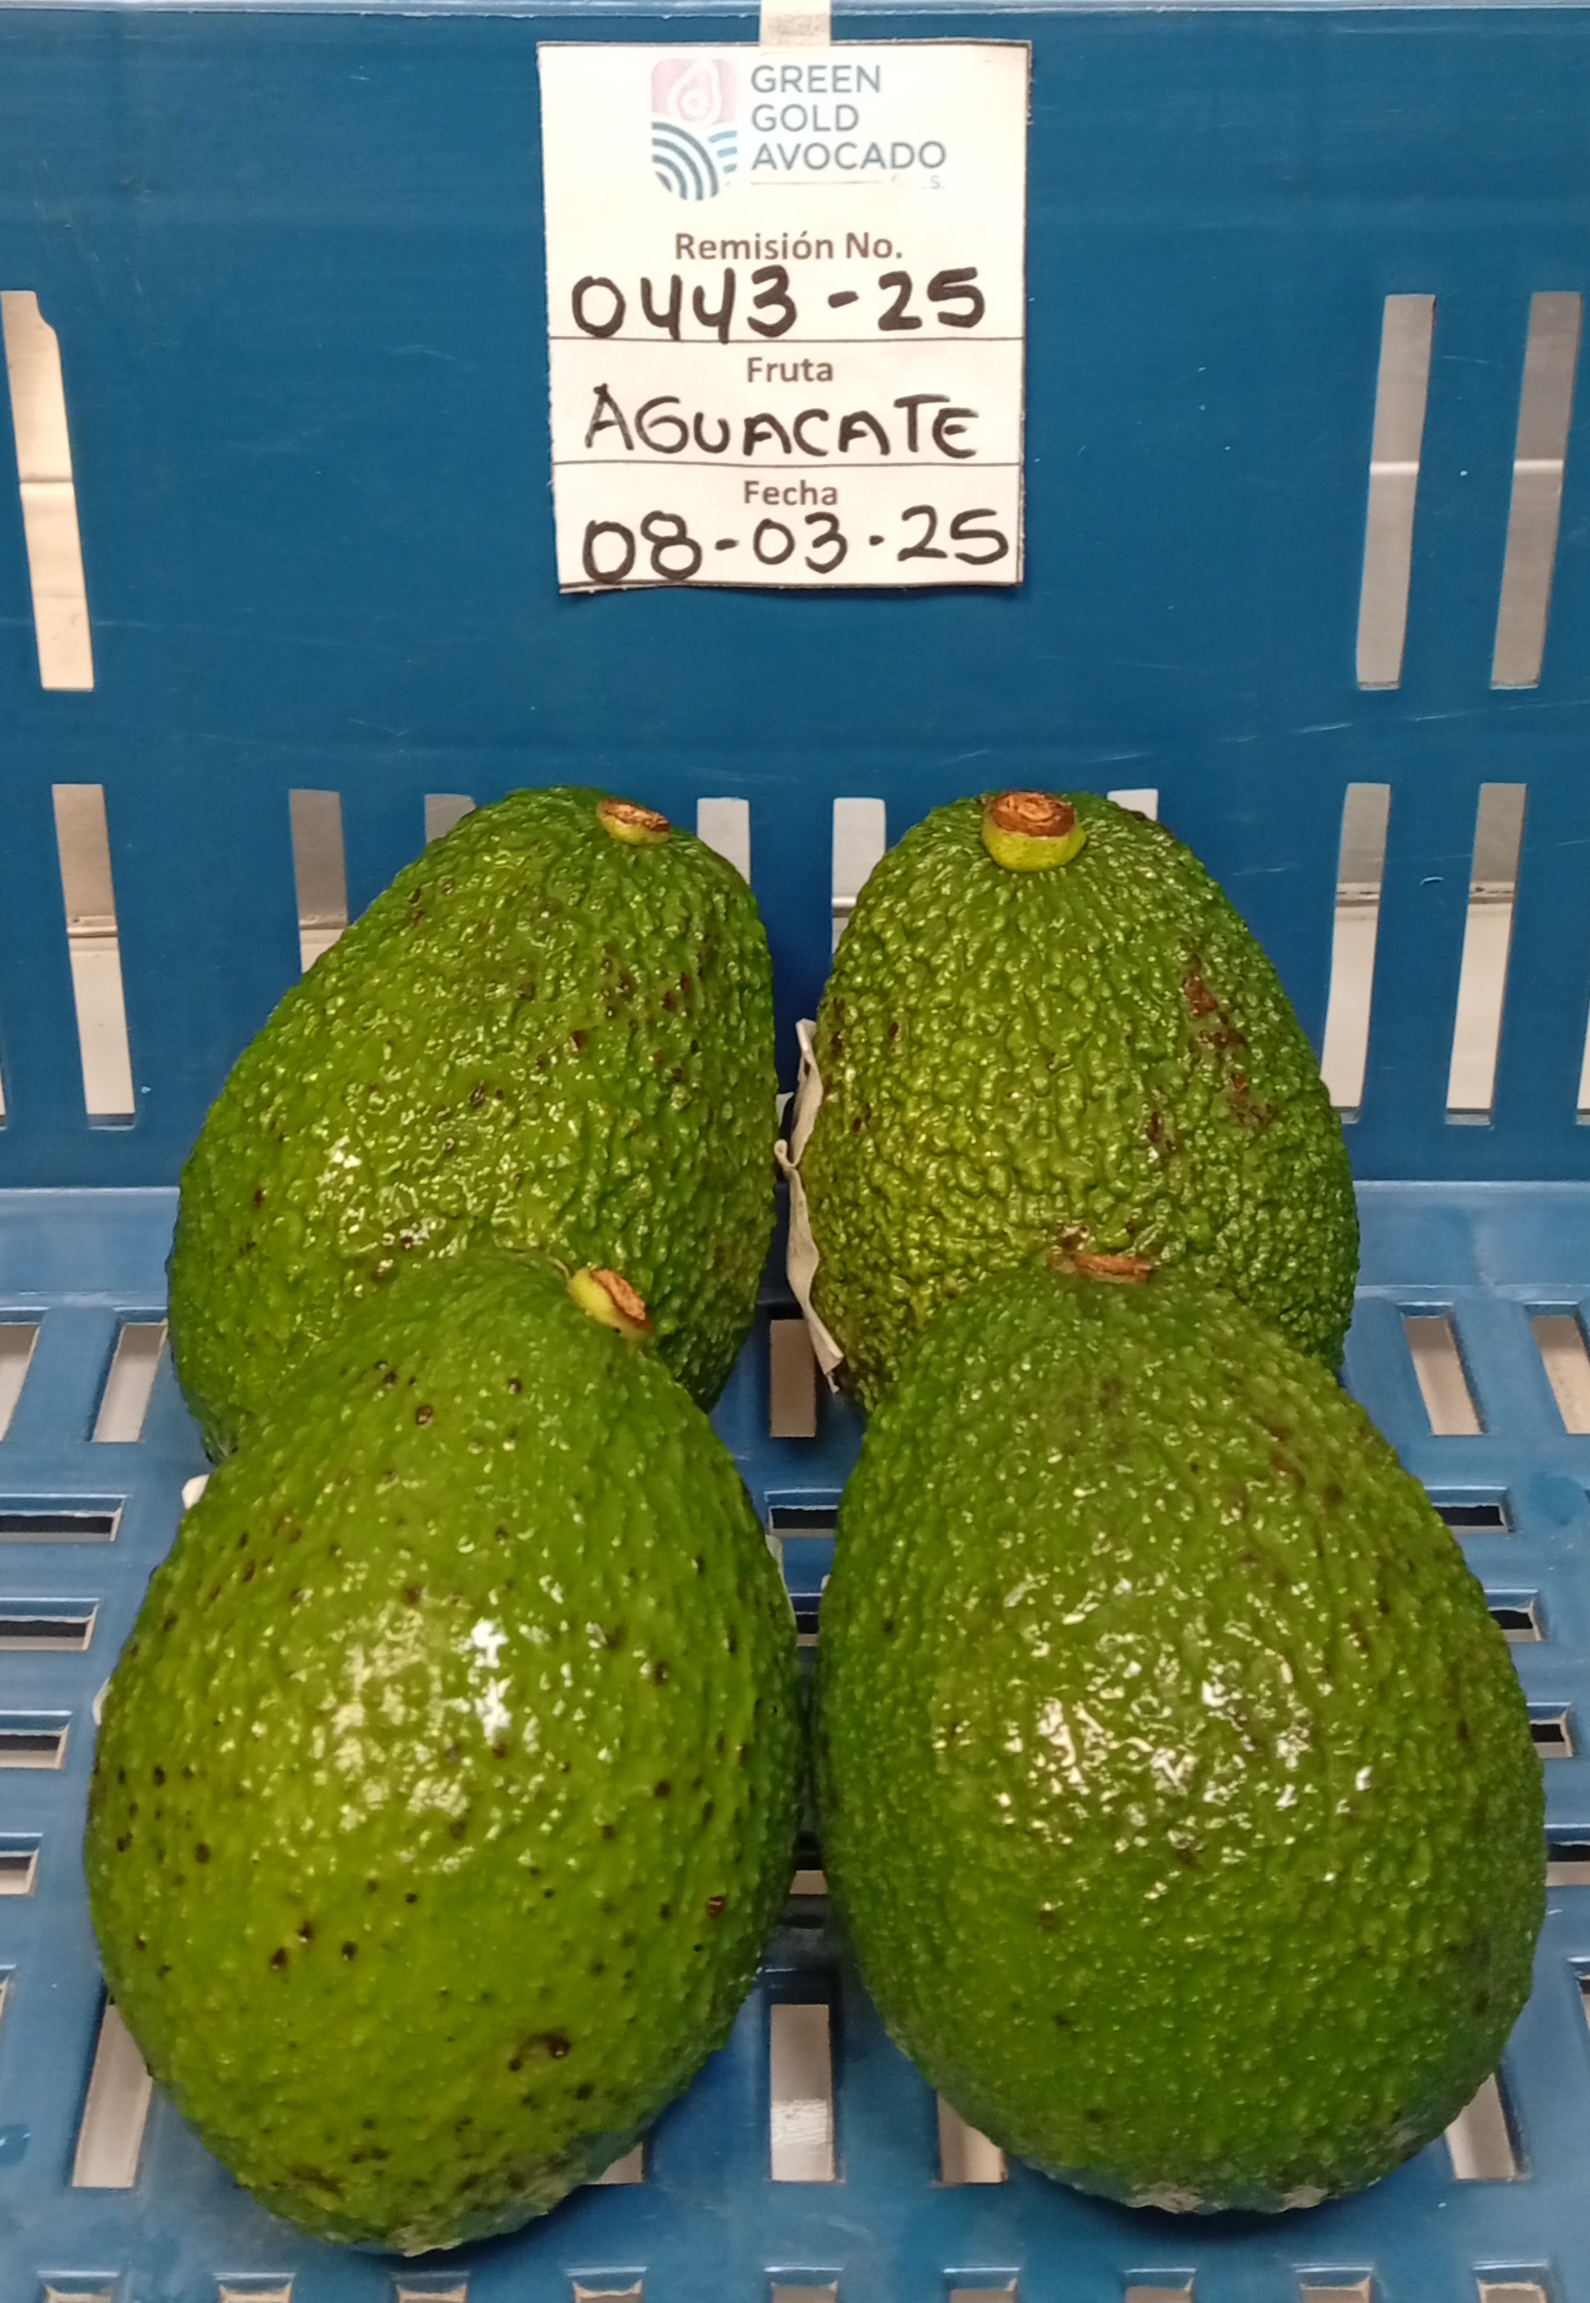 GREEN
GOLD
AVOCADO
Remisión No.
0443-25
Fruta
AGUACATE
Fecha
08-03-25